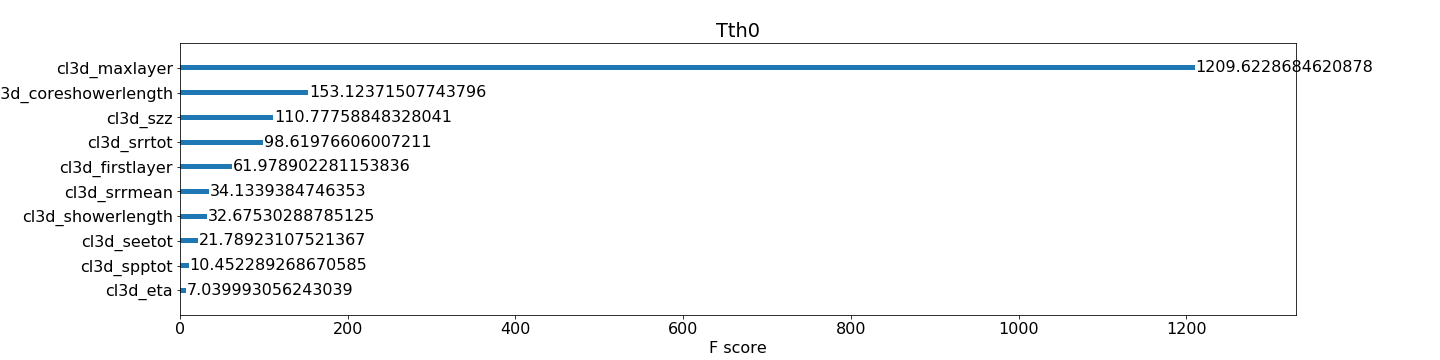 Tth0
cl3d_maxlayer 1209.6228684620878
3d_coreshowerlength 153.12371507743796
cl3d_szz 110.77758848328041
cl3d_srrtot 98.61976606007211
cl3d_firstlayer 61.978902281153836
cl3d_srrmean 34.1339384746353
cl3d_showerlength 32.67530288785125
cl3d_seetot 21.78923107521367
cl3d_spptot 10.452289268670585
cl3d_eta 7.039993056243039
0 200 400 600 800 1000 1200
F score